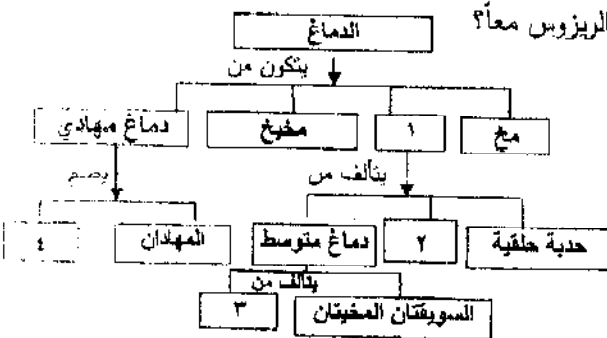 الريزوس معاً؟
الدماغ
يتكون من
مخ
١
مخيخ
دماغ مهادي
يتألف من
يضم
حدبة حلقية
٢
دماغ متوسط
المهادان
٤
يتألف من
السويقتان المخيتان
٣